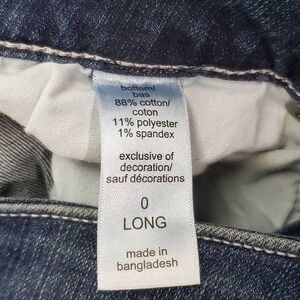 bottom/
bas
88% cotton/
coton
11% polyester
1% spandex
exclusive of
decoration/
sauf décorations
0
LONG
made in
bangladesh